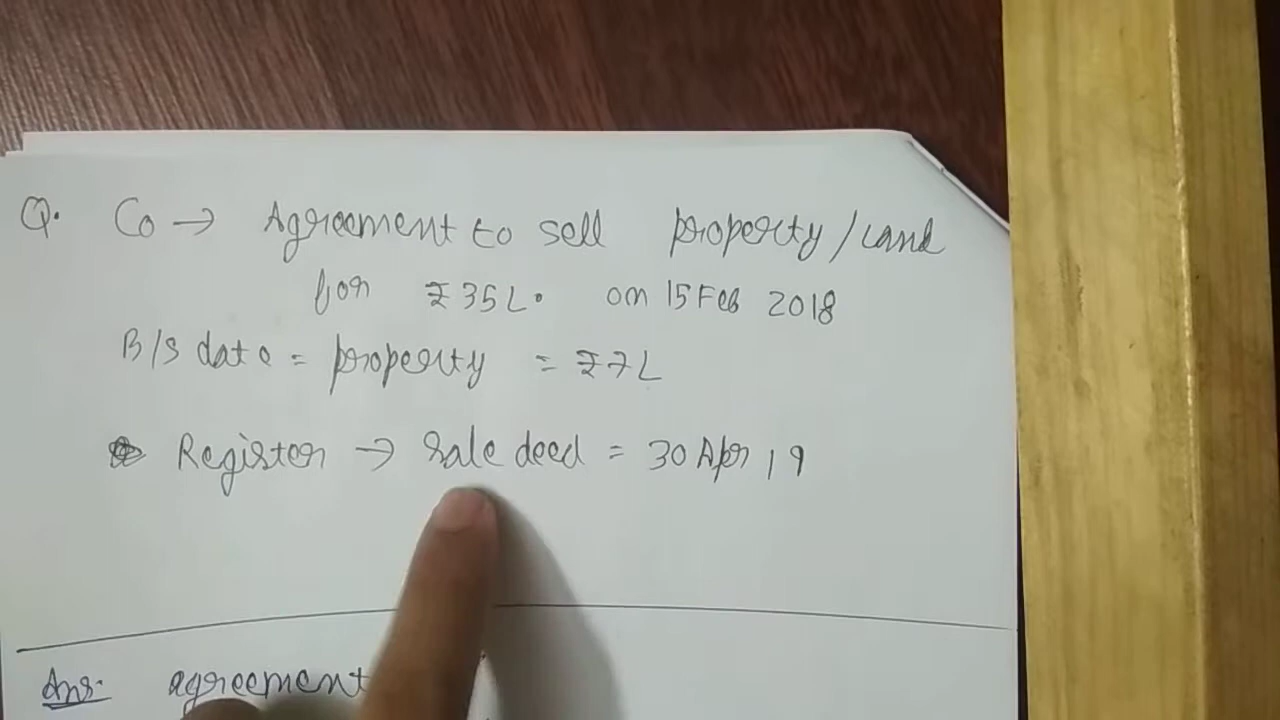 Q. Co → Agreement to sell property/Land
for ₹35L. on 15 Feb 2018
B/S date = property = ₹7L
Register → Sale deed = 30 Apr 19
Ans:- agreement